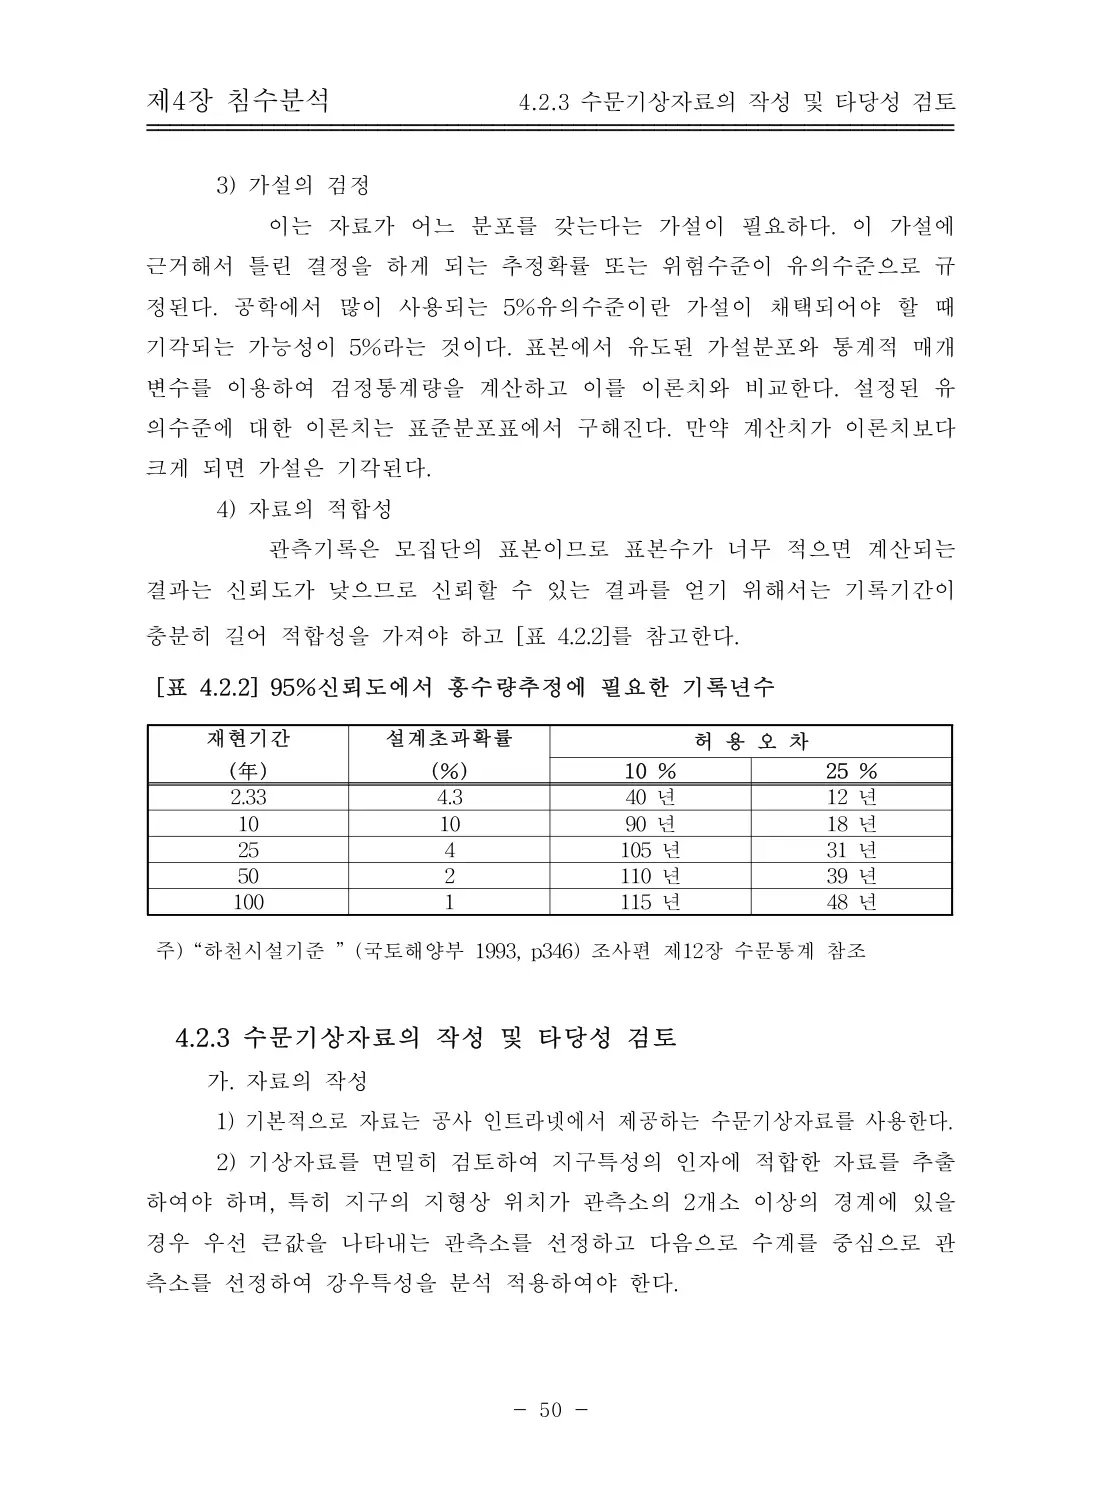 제4장 침수분석 4.2.3 수문기상자료의 작성 및 타당성 검토
3) 가설의 검정
이는 자료가 어느 분포를 갖는다는 가설이 필요하다. 이 가설에
근거해서 틀린 결정을 하게 되는 추정확률 또는 위험수준이 유의수준으로 규
정된다. 공학에서 많이 사용되는 5%유의수준이란 가설이 채택되어야 할 때
기각되는 가능성이 5%라는 것이다. 표본에서 유도된 가설분포와 통계적 매개
변수를 이용하여 검정통계량을 계산하고 이를 이론치와 비교한다. 설정된 유
의수준에 대한 이론치는 표준분포표에서 구해진다. 만약 계산치가 이론치보다
크게 되면 가설은 기각된다.
4) 자료의 적합성
관측기록은 모집단의 표본이므로 표본수가 너무 적으면 계산되는
결과는 신뢰도가 낮으므로 신뢰할 수 있는 결과를 얻기 위해서는 기록기간이
충분히 길어 적합성을 가져야 하고 [표 4.2.2]를 참고한다.
[표 4.2.2] 95%신뢰도에서 홍수량추정에 필요한 기록년수
재현기간 설계초과확률 허 용 오 차
(年) (%) 10 % 25 %
2.33 4.3 40 년 12 년
10 10 90 년 18 년
25 4 105 년 31 년
50 2 110 년 39 년
100 1 115 년 48 년
주) “하천시설기준 ” (국토해양부 1993, p346) 조사편 제12장 수문통계 참조
4.2.3 수문기상자료의 작성 및 타당성 검토
가. 자료의 작성
1) 기본적으로 자료는 공사 인트라넷에서 제공하는 수문기상자료를 사용한다.
2) 기상자료를 면밀히 검토하여 지구특성의 인자에 적합한 자료를 추출
하여야 하며, 특히 지구의 지형상 위치가 관측소의 2개소 이상의 경계에 있을
경우 우선 큰값을 나타내는 관측소를 선정하고 다음으로 수계를 중심으로 관
측소를 선정하여 강우특성을 분석 적용하여야 한다.
- 50 -